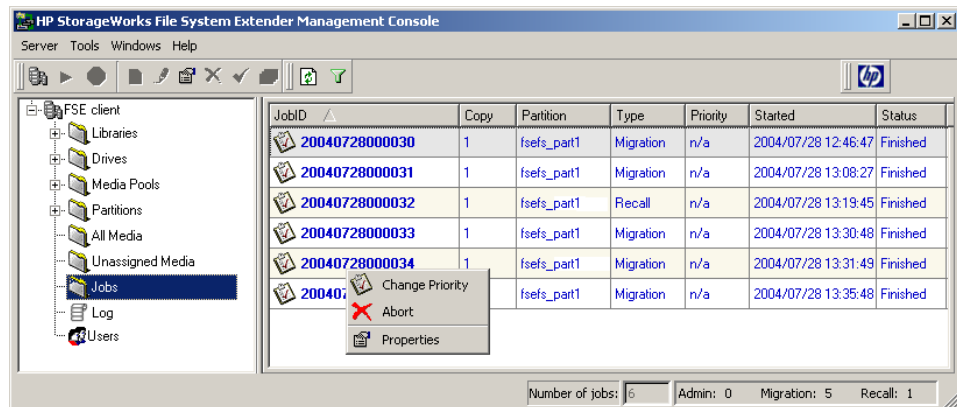 HP StorageWorks File System Extender Management Console
Server Tools Windows Help
hp
FSE client
Libraries
Drives
Media Pools
Partitions
All Media
Unassigned Media
Jobs
Log
Users
JobID Copy Partition Type Priority Started Status
20040728000030 1 fsefs_part1 Migration n/a 2004/07/28 12:46:47 Finished
20040728000031 1 fsefs_part1 Migration n/a 2004/07/28 13:08:27 Finished
20040728000032 1 fsefs_part1 Recall n/a 2004/07/28 13:19:45 Finished
20040728000033 1 fsefs_part1 Migration n/a 2004/07/28 13:30:48 Finished
20040728000034 1 fsefs_part1 Migration n/a 2004/07/28 13:31:49 Finished
fsefs_part1 Migration n/a 2004/07/28 13:35:48 Finished
Change Priority
Abort
Properties
Number of jobs: 6 Admin: 0 Migration: 5 Recall: 1